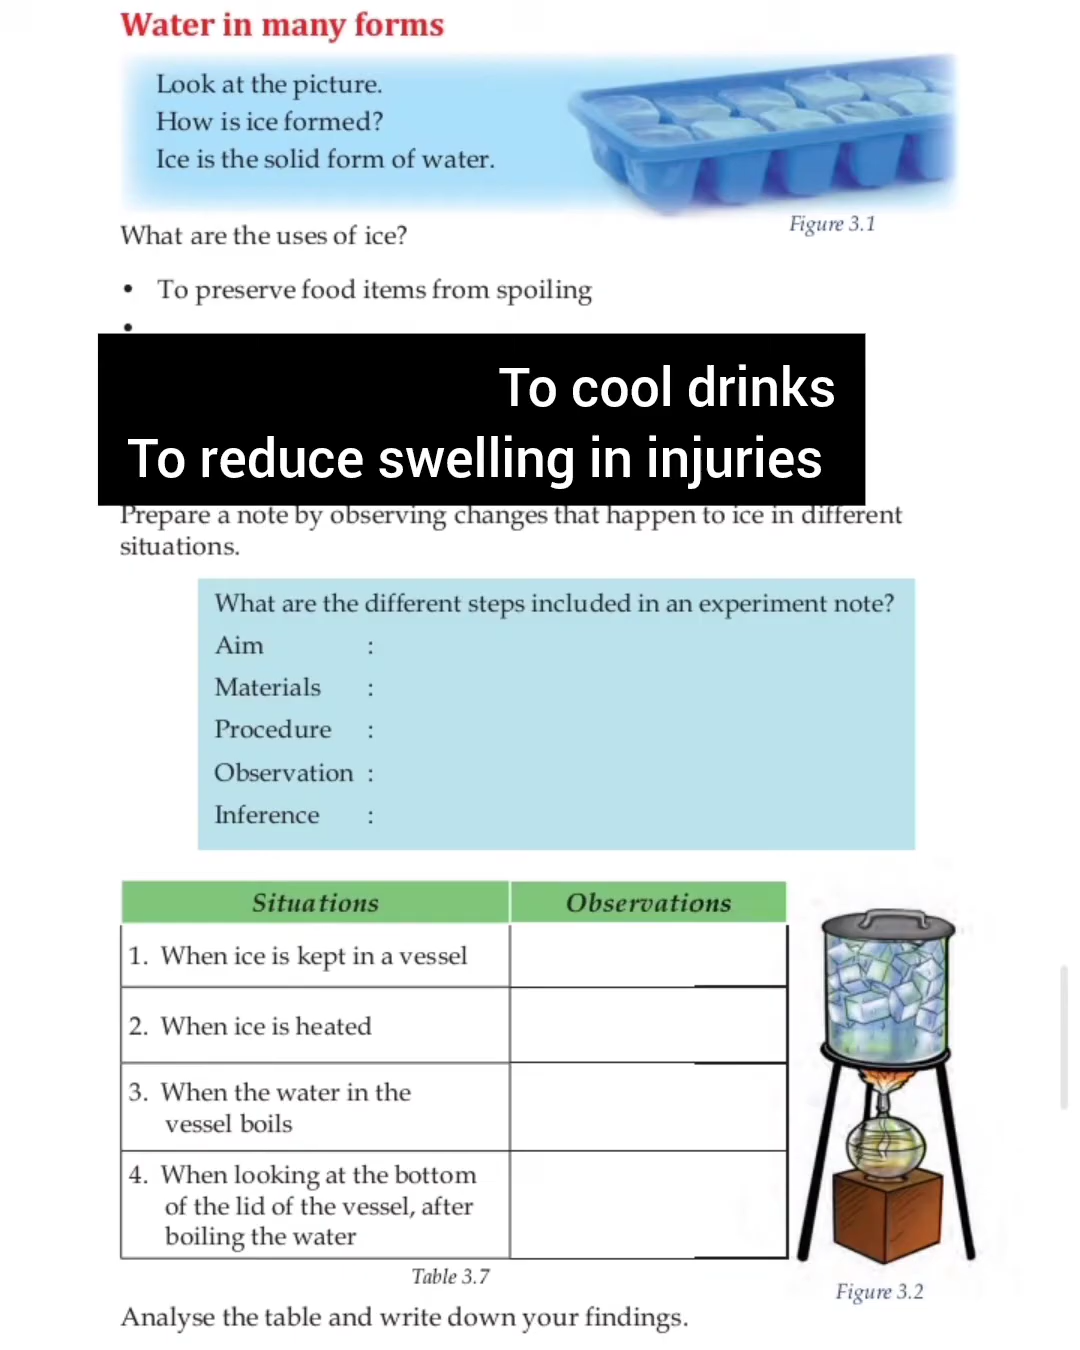 Water in many forms
Look at the picture.
How is ice formed?
Ice is the solid form of water.
Figure 3.1
What are the uses of ice?
• To preserve food items from spoiling
•
To cool drinks
To reduce swelling in injuries
Prepare a note by observing changes that happen to ice in different
situations.
What are the different steps included in an experiment note?
Aim :
Materials :
Procedure :
Observation :
Inference :
Situations Observations
1. When ice is kept in a vessel
2. When ice is heated
3. When the water in the
vessel boils
4. When looking at the bottom
of the lid of the vessel, after
boiling the water
Table 3.7
Figure 3.2
Analyse the table and write down your findings.